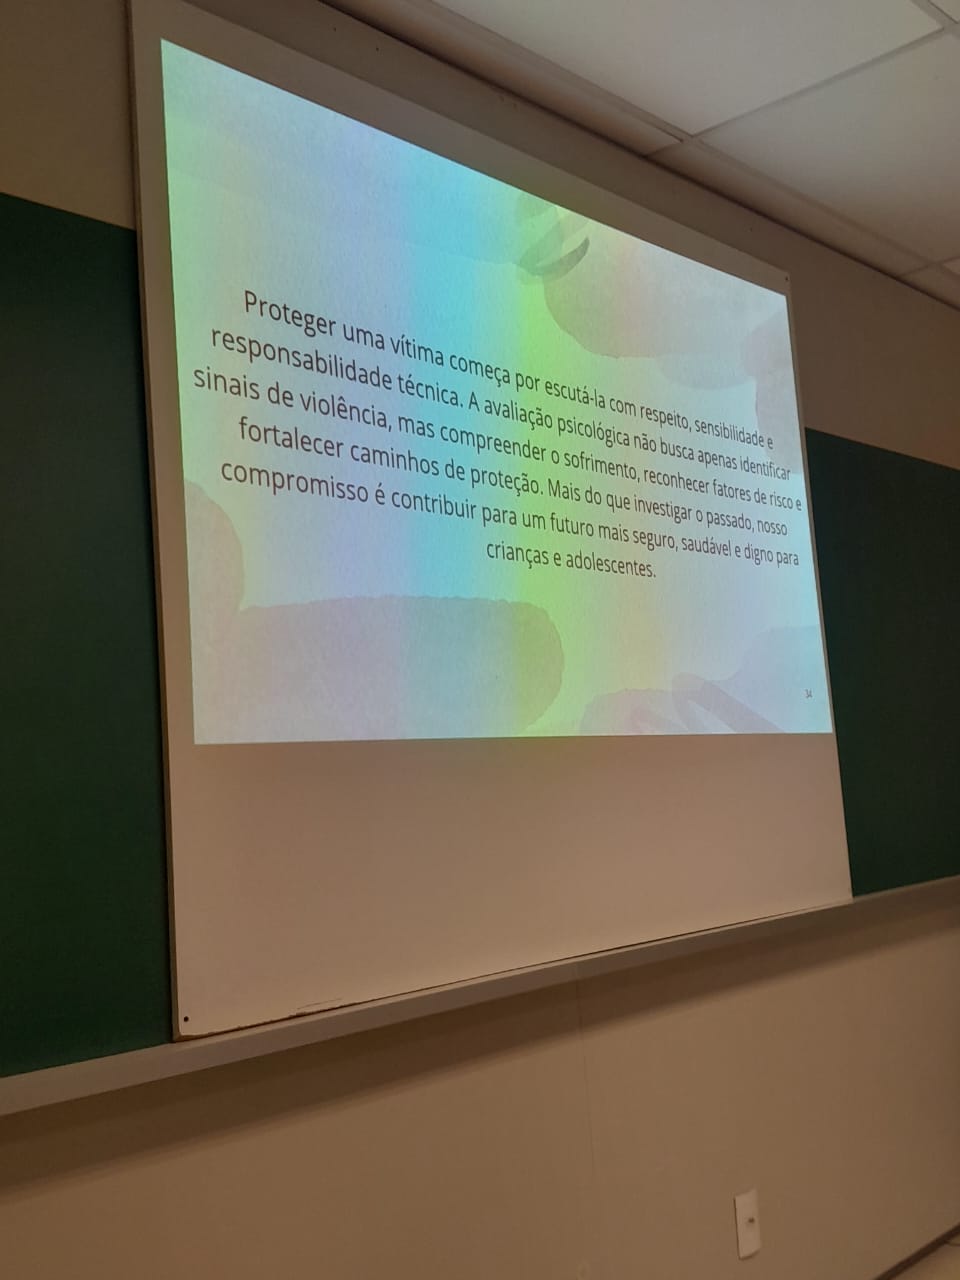 Proteger uma vítima começa por escutá-la com respeito, sensibilidade e
responsabilidade técnica. A avaliação psicológica não busca apenas identificar
sinais de violência, mas compreender o sofrimento, reconhecer fatores de risco e
fortalecer caminhos de proteção. Mais do que investigar o passado, nosso
compromisso é contribuir para um futuro mais seguro, saudável e digno para
crianças e adolescentes.
34